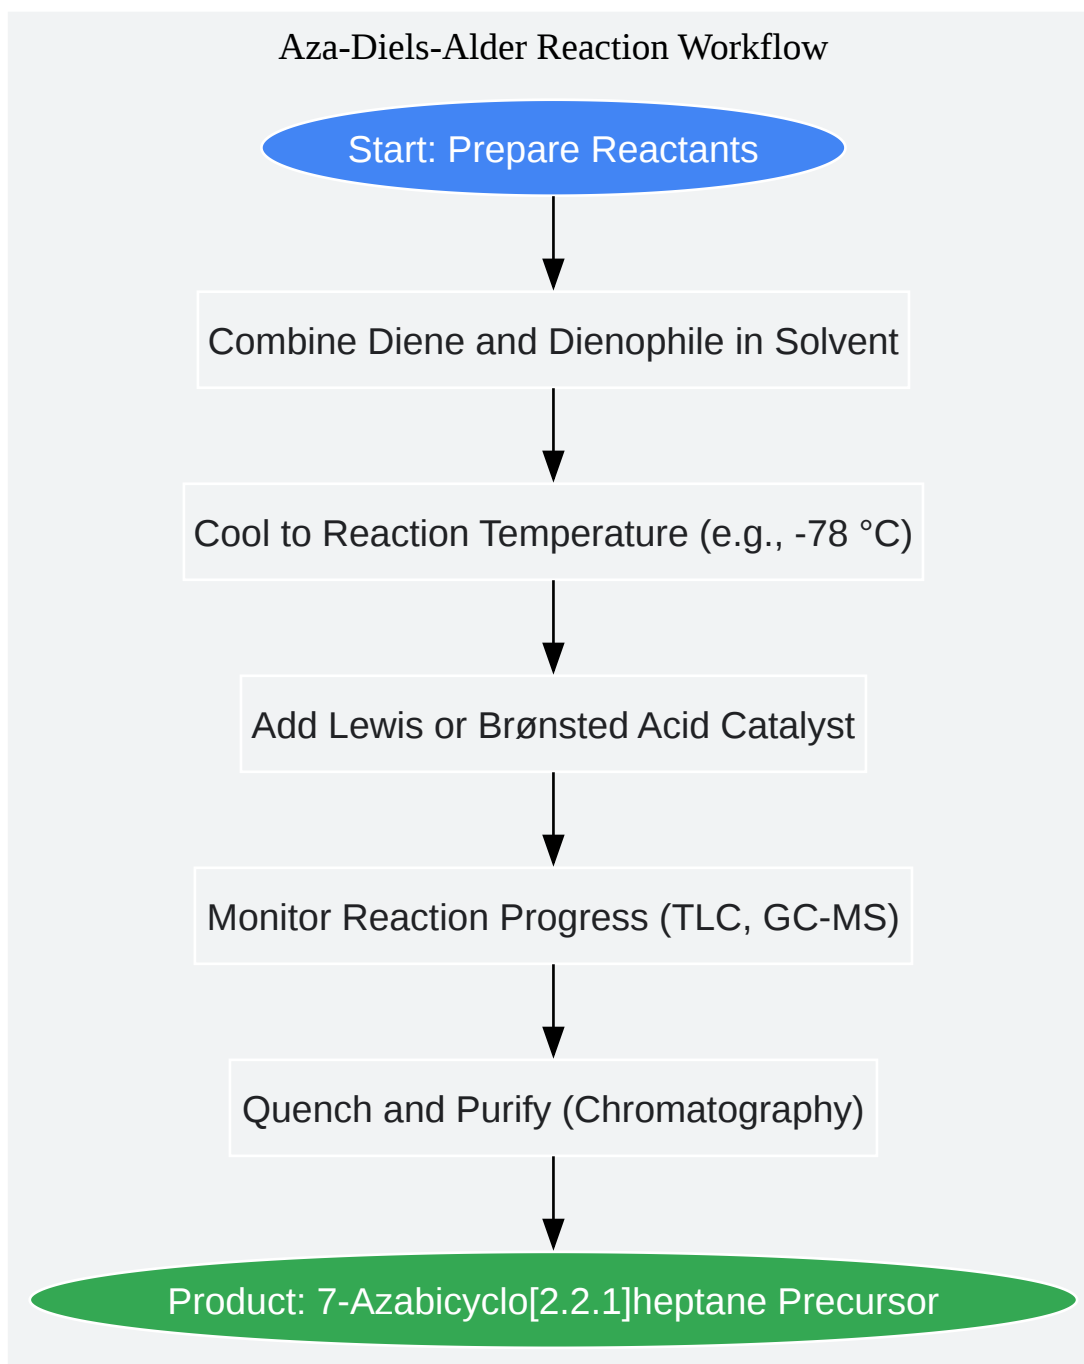 Aza-Diels-Alder Reaction Workflow
Start: Prepare Reactants
Combine Diene and Dienophile in Solvent
Cool to Reaction Temperature (e.g., -78 °C)
Add Lewis or Brønsted Acid Catalyst
Monitor Reaction Progress (TLC, GC-MS)
Quench and Purify (Chromatography)
Product: 7-Azabicyclo[2.2.1]heptane Precursor